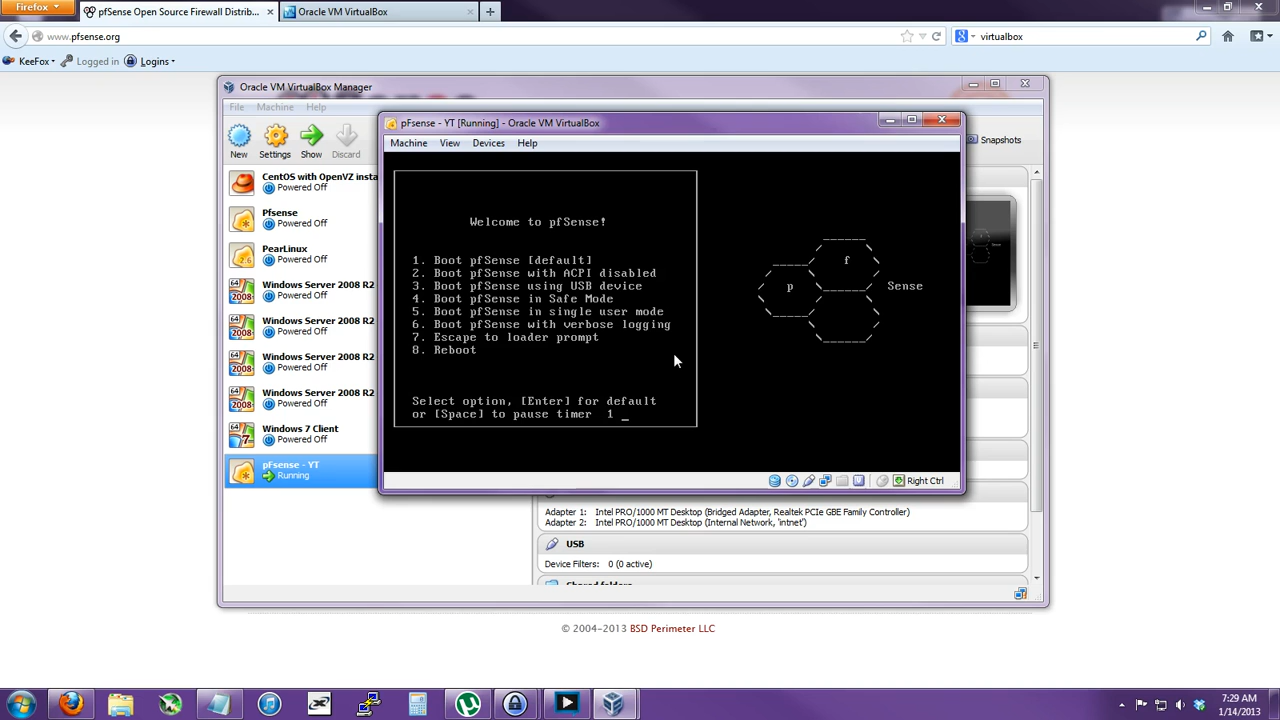 Firefox
pfSense Open Source Firewall Distrib...
Oracle VM VirtualBox
www.pfsense.org
virtualbox
KeeFox
Logged in
Logins
Oracle VM VirtualBox Manager
File Machine Help
New Settings Show Discard
Snapshots
CentOS with OpenVZ insta
Powered Off
Pfsense
Powered Off
PearLinux
Powered Off
Windows Server 2008 R2
Powered Off
Windows Server 2008 R2
Powered Off
Windows Server 2008 R2
Powered Off
Windows Server 2008 R2
Powered Off
Windows 7 Client
Powered Off
pFsense - YT
Running
pFsense - YT [Running] - Oracle VM VirtualBox
Machine View Devices Help
Welcome to pfSense!
1. Boot pfSense [default]
2. Boot pfSense with ACPI disabled
3. Boot pfSense using USB device
4. Boot pfSense in Safe Mode
5. Boot pfSense in single user mode
6. Boot pfSense with verbose logging
7. Escape to loader prompt
8. Reboot
Select option, [Enter] for default
or [Space] to pause timer 1 _
f
p
Sense
Right Ctrl
Adapter 1: Intel PRO/1000 MT Desktop (Bridged Adapter, Realtek PCIe GBE Family Controller)
Adapter 2: Intel PRO/1000 MT Desktop (Internal Network, 'intnet')
USB
Device Filters: 0 (0 active)
Shared folders
© 2004-2013 BSD Perimeter LLC
7:29 AM
1/14/2013